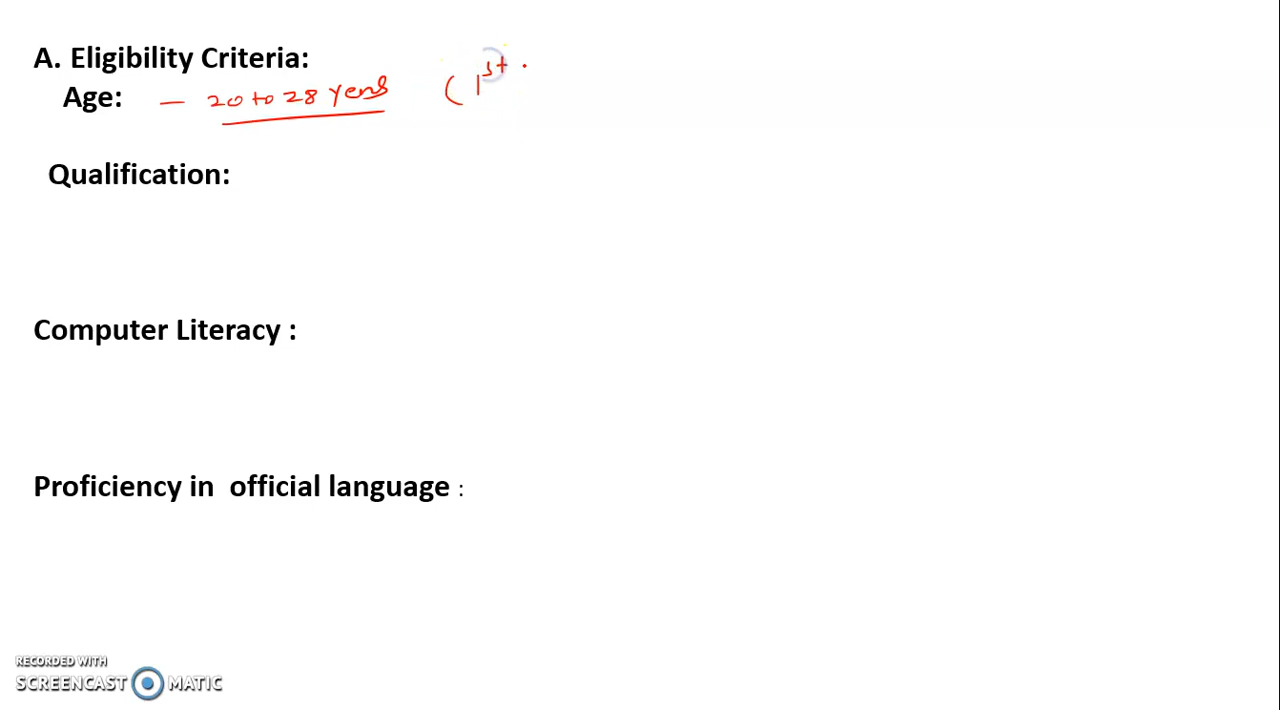 A. Eligibility Criteria:
Age: — 20 to 28 years (1st
Qualification:
Computer Literacy :
Proficiency in official language :
RECORDED WITH
SCREENCAST MATIC